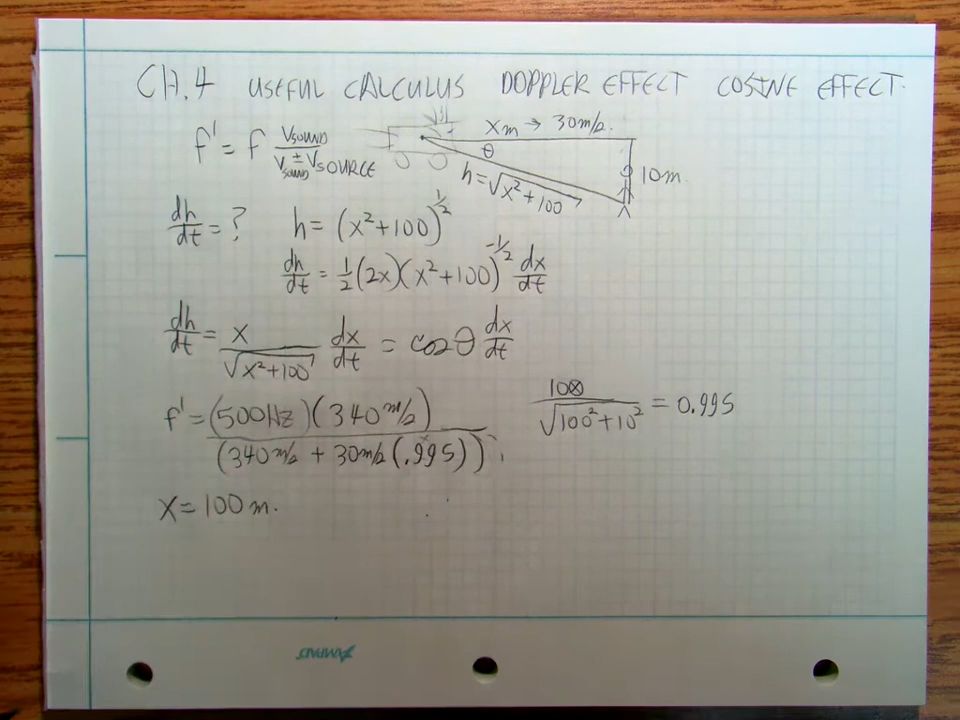 CH.4 USEFUL CALCULUS DOPPLER EFFECT COSINE EFFECT.
f' = f Vsound / (Vsound ± VSOURCE)
x m → 30 m/s.
θ
h = √x²+100
10 m.
dh/dt = ? h = (x²+100)^1/2
dh/dt = 1/2 (2x)(x²+100)^-1/2 dx/dt
dh/dt = x/√x²+100 dx/dt = cos θ dx/dt
f' = (500Hz)(340 m/s) / (340 m/s + 30 m/s (.995)) ;
100/√100²+10² = 0.995
x = 100 m.